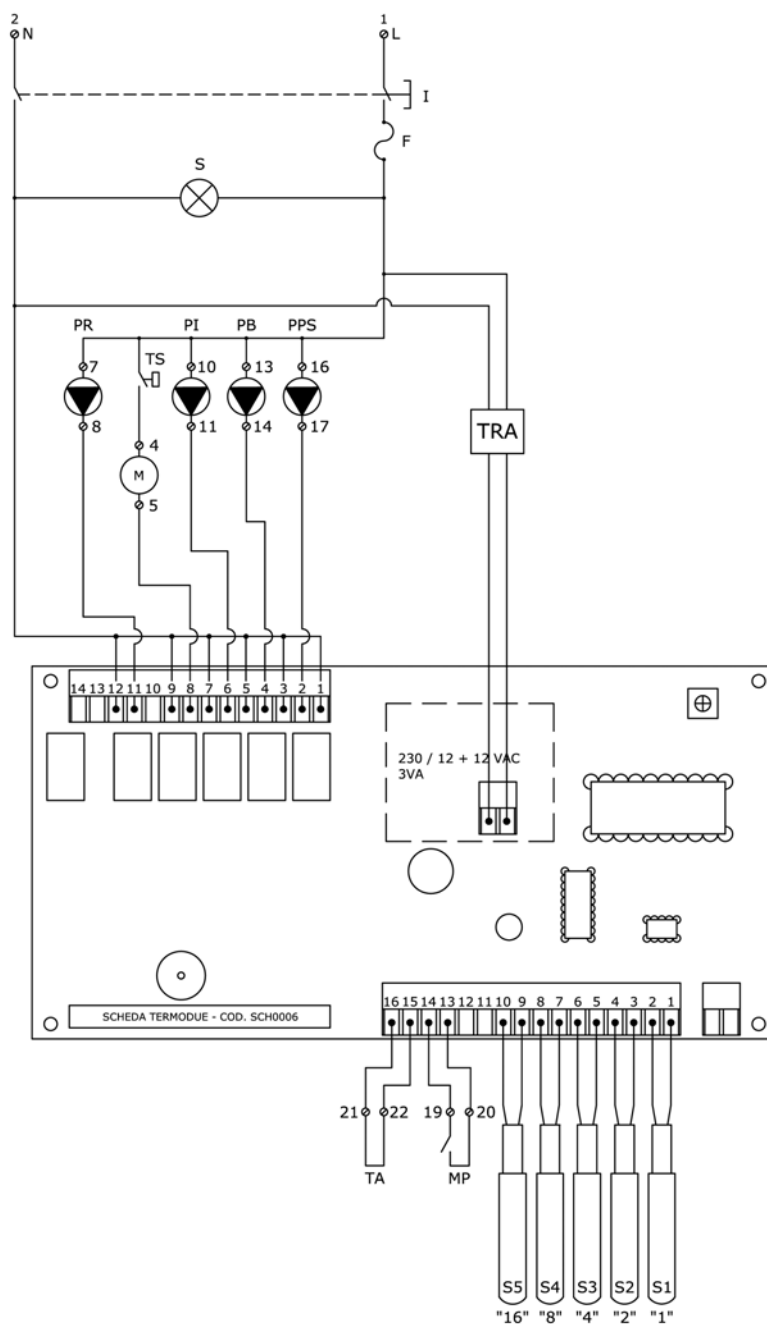 2 1
N L
I
F
S
PR PI PB PPS
TS
7 10 13 16
8 11 14 17
TRA
4
M
5
14 13 12 11 10 9 8 7 6 5 4 3 2 1
230 / 12 + 12 VAC
3VA
16 15 14 13 12 11 10 9 8 7 6 5 4 3 2 1
SCHEDA TERMODUE - COD. SCH0006
21 22 19 20
TA MP
S5 S4 S3 S2 S1
"16" "8" "4" "2" "1"